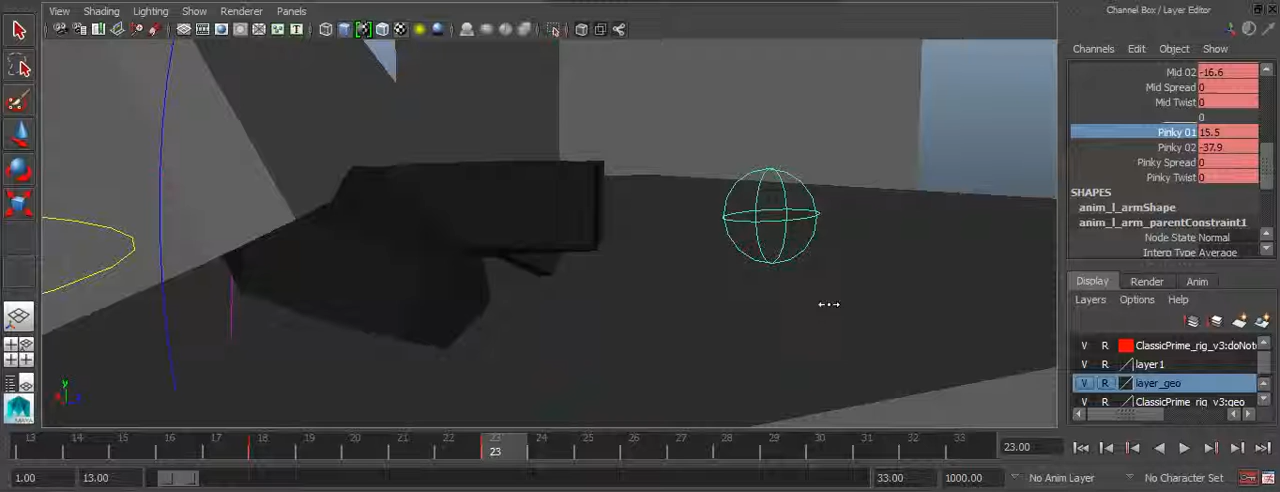 View Shading Lighting Show Renderer Panels
Channel Box / Layer Editor
Channels Edit Object Show
Mid 02 -16.6
Mid Spread 0
Mid Twist 0
0
Pinky 01 15.5
Pinky 02 -37.9
Pinky Spread 0
Pinky Twist 0
SHAPES
anim_l_armShape
anim_l_arm_parentConstraint1
Node State Normal
Interp Type Average
Display Render Anim
Layers Options Help
V R ClassicPrime_rig_v3:doNot
V R layer1
V R layer_geo
V R ClassicPrime_rig_v3:geo
y
13 14 15 16 17 18 19 20 21 22 23 24 25 26 27 28 29 30 31 32 33
23
23.00
1.00 13.00 33.00 1000.00 No Anim Layer No Character Set